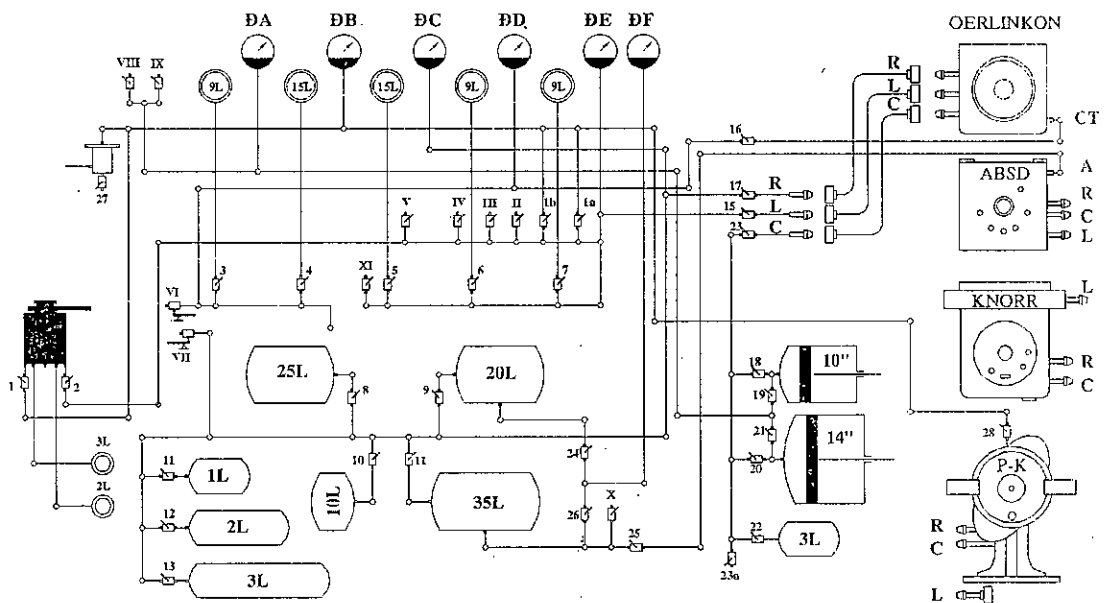 ĐA ĐB ĐC ĐD ĐE ĐF
OERLINKON
VIII IX
9L 15L 15L 9L 9L
R
L
C
CT
16
A
ABSD
27
17 R
15 L
23 C
R
C
L
V IV III II 1b 1a
3 4 XI 5 6 7
VI
VII
L
KNORR
R
C
1 2
25L 8 9 20L
18 10"
19
21 14"
20
28
P-K
3L
2L
11 1L
10 11
24
10L 35L
X
12 2L
26
25
22 3L
23a
R
C
13 3L
L